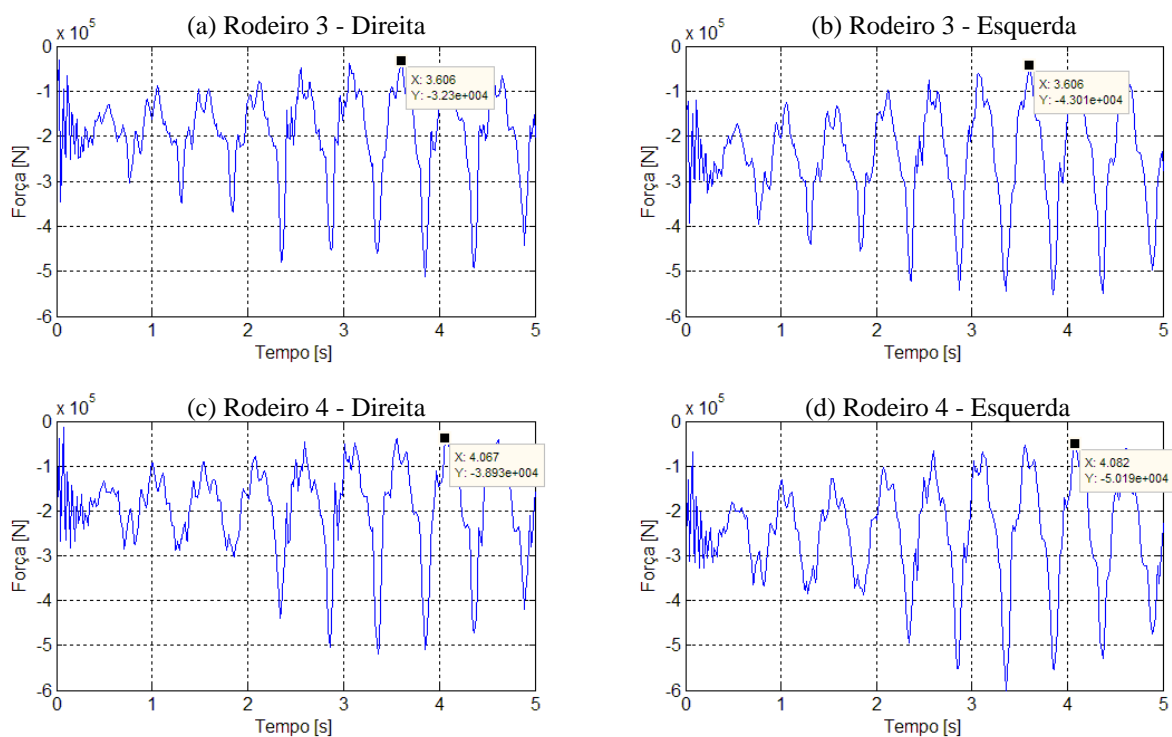 (a) Rodeiro 3 - Direita
x 10^5
0
-1
-2
-3
-4
-5
-6
Força [N]
X: 3.606
Y: -3.23e+004
0 1 2 3 4 5
Tempo [s]
(b) Rodeiro 3 - Esquerda
x 10^5
0
-1
-2
-3
-4
-5
-6
Força [N]
X: 3.606
Y: -4.301e+004
0 1 2 3 4 5
Tempo [s]
(c) Rodeiro 4 - Direita
x 10^5
0
-1
-2
-3
-4
-5
-6
Força [N]
X: 4.067
Y: -3.893e+004
0 1 2 3 4 5
Tempo [s]
(d) Rodeiro 4 - Esquerda
x 10^5
0
-1
-2
-3
-4
-5
-6
Força [N]
X: 4.082
Y: -5.019e+004
0 1 2 3 4 5
Tempo [s]